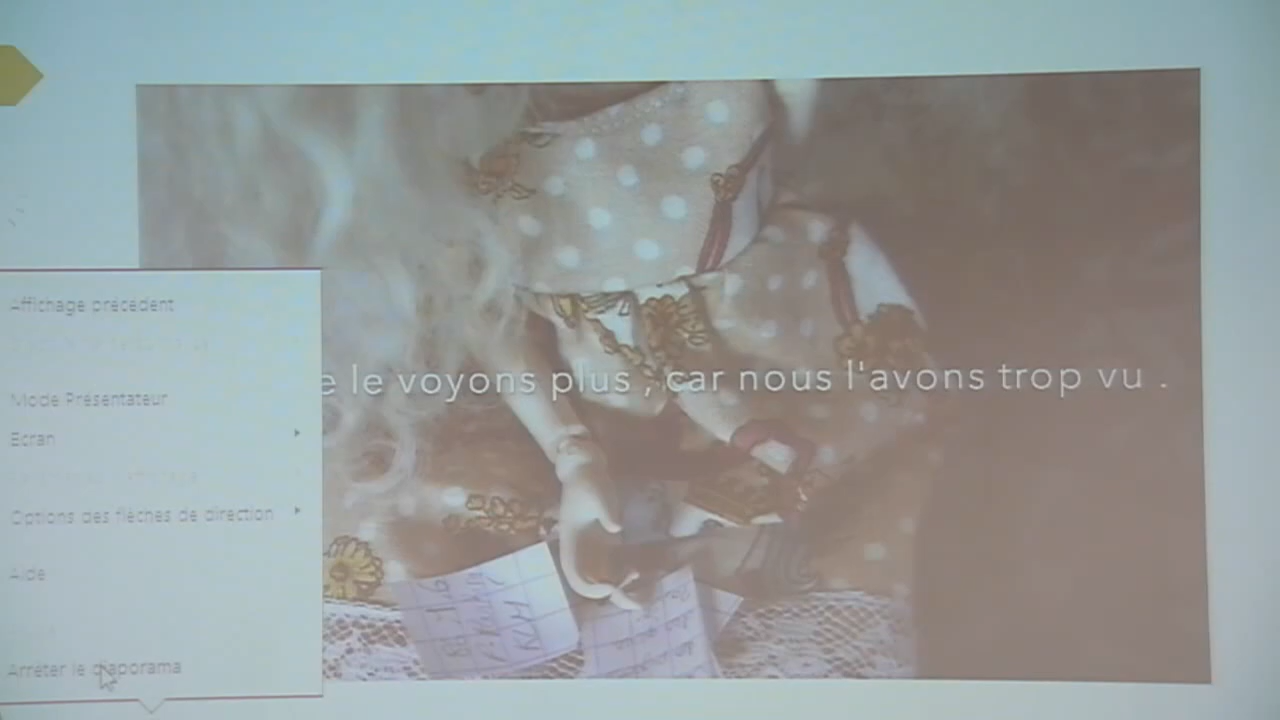 Affichage précédent
e le voyons plus , car nous l'avons trop vu .
Mode Présentateur
Ecran
Options des flèches de direction
Aide
Arrêter le diaporama